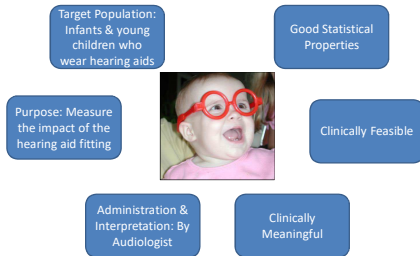 Target Population:
Infants & young
children who
wear hearing aids
Good Statistical
Properties
Purpose: Measure
the impact of the
hearing aid fitting
Clinically Feasible
Administration &
Interpretation: By
Audiologist
Clinically
Meaningful